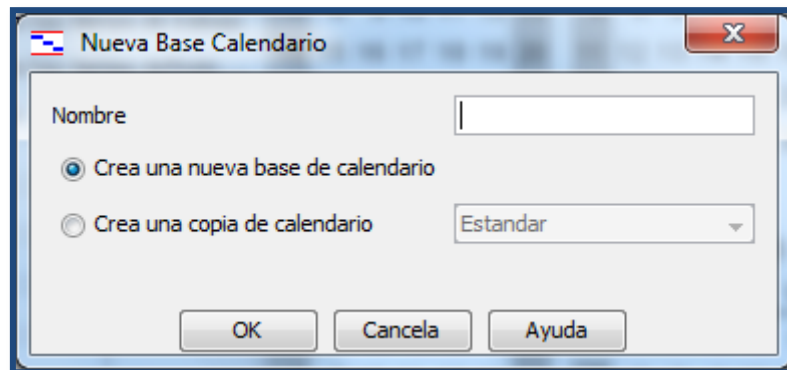 Nueva Base Calendario
Nombre
Crea una nueva base de calendario
Crea una copia de calendario Estandar
OK Cancela Ayuda